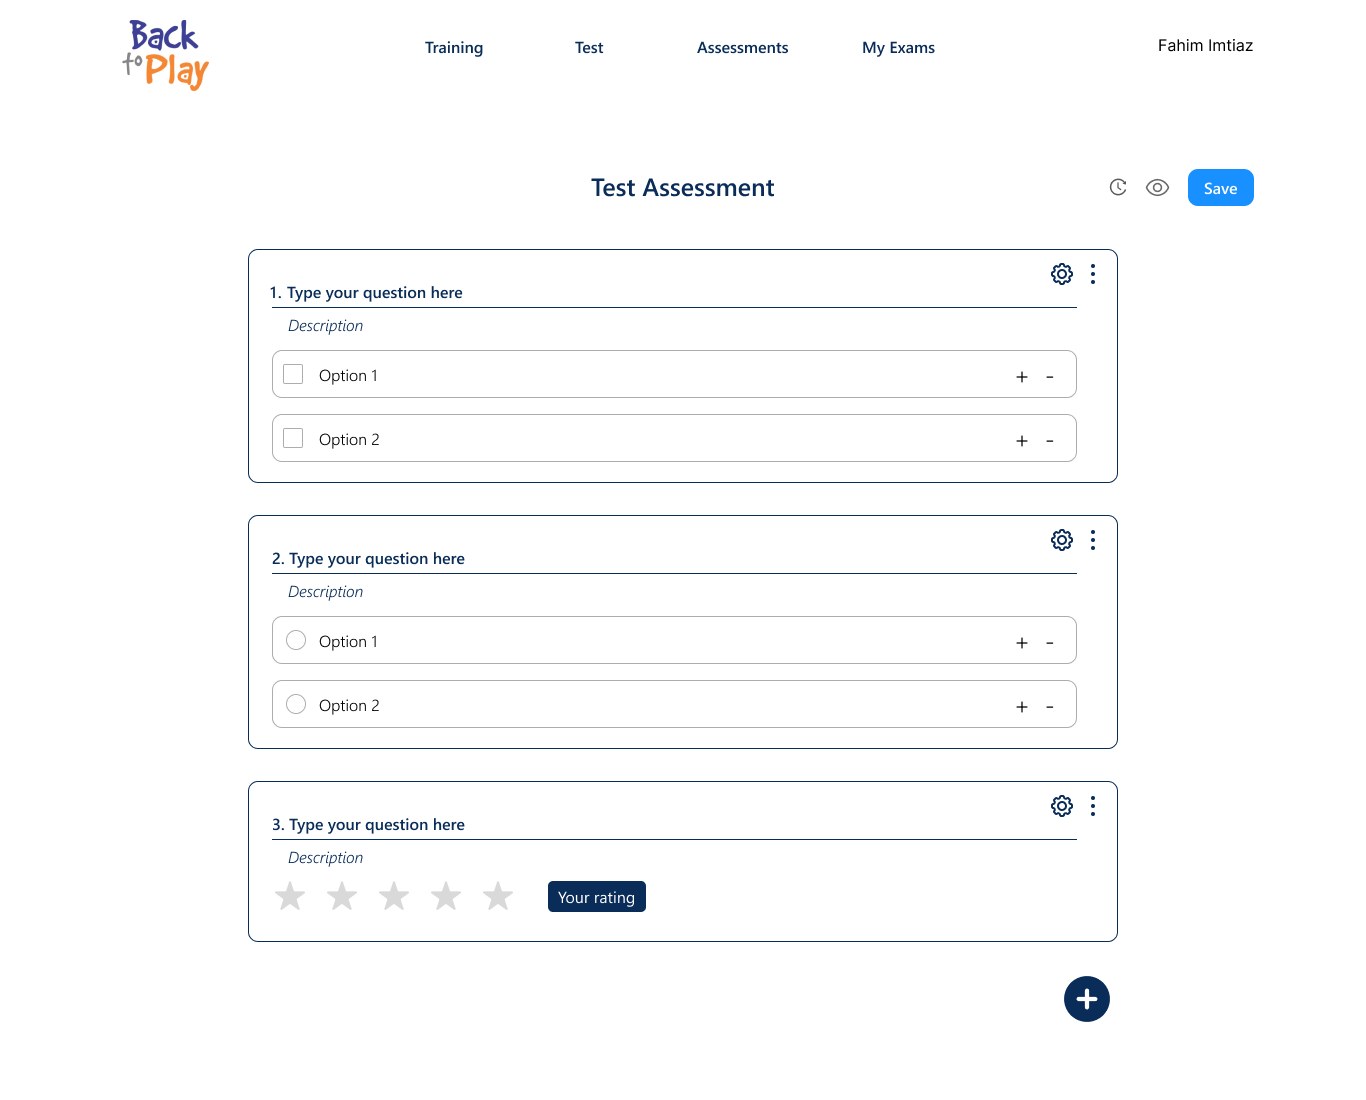 Back
to Play
Training Test Assessments My Exams Fahim Imtiaz
Test Assessment
Save
1. Type your question here
Description
Option 1 + -
Option 2 + -
2. Type your question here
Description
Option 1 + -
Option 2 + -
3. Type your question here
Description
Your rating